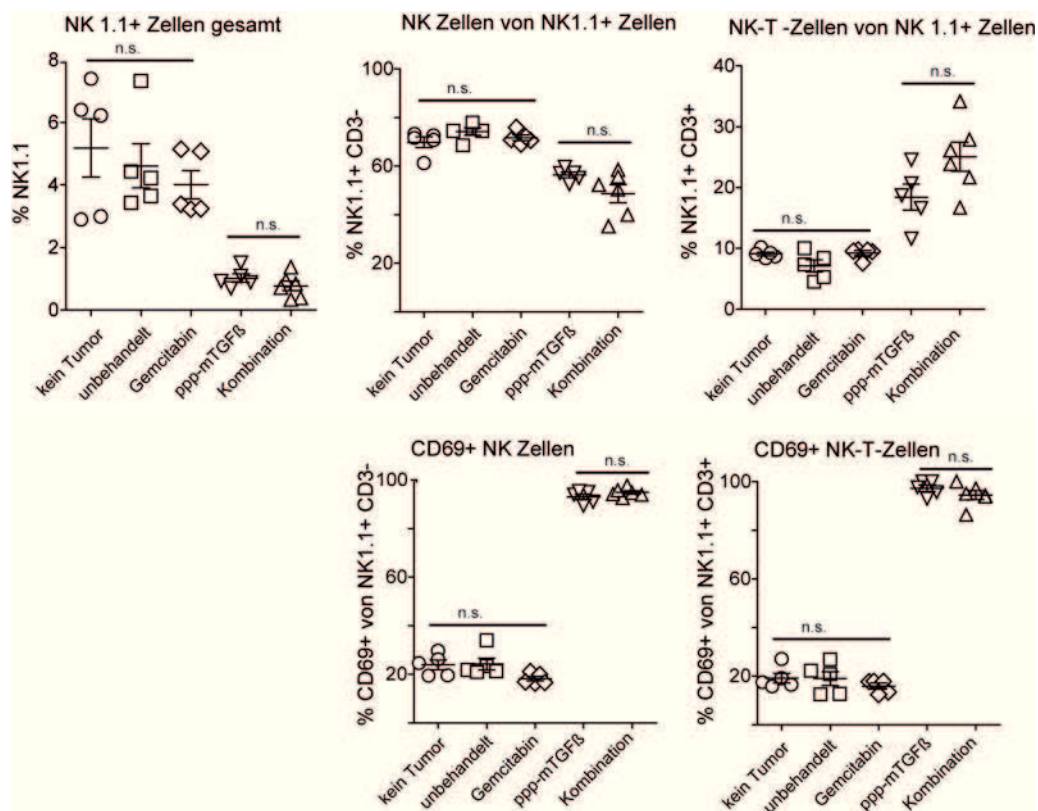 NK 1.1+ Zellen gesamt
n.s.
n.s.
% NK1.1
8
6
4
2
0
kein Tumor
unbehandelt
Gemcitabin
ppp-mTGFß
Kombination
NK Zellen von NK1.1+ Zellen
n.s.
n.s.
% NK1.1+ CD3-
100
60
20
kein Tumor
unbehandelt
Gemcitabin
ppp-mTGFß
Kombination
NK-T -Zellen von NK 1.1+ Zellen
n.s.
n.s.
% NK1.1+ CD3+
40
30
20
10
0
kein Tumor
unbehandelt
Gemcitabin
ppp-mTGFß
Kombination
CD69+ NK Zellen
n.s.
n.s.
% CD69+ von NK1.1+ CD3-
100
60
20
kein Tumor
unbehandelt
Gemcitabin
ppp-mTGFß
Kombination
CD69+ NK-T-Zellen
n.s.
n.s.
% CD69+ von NK1.1+ CD3+
100
60
20
kein Tumor
unbehandelt
Gemcitabin
ppp-mTGFß
Kombination